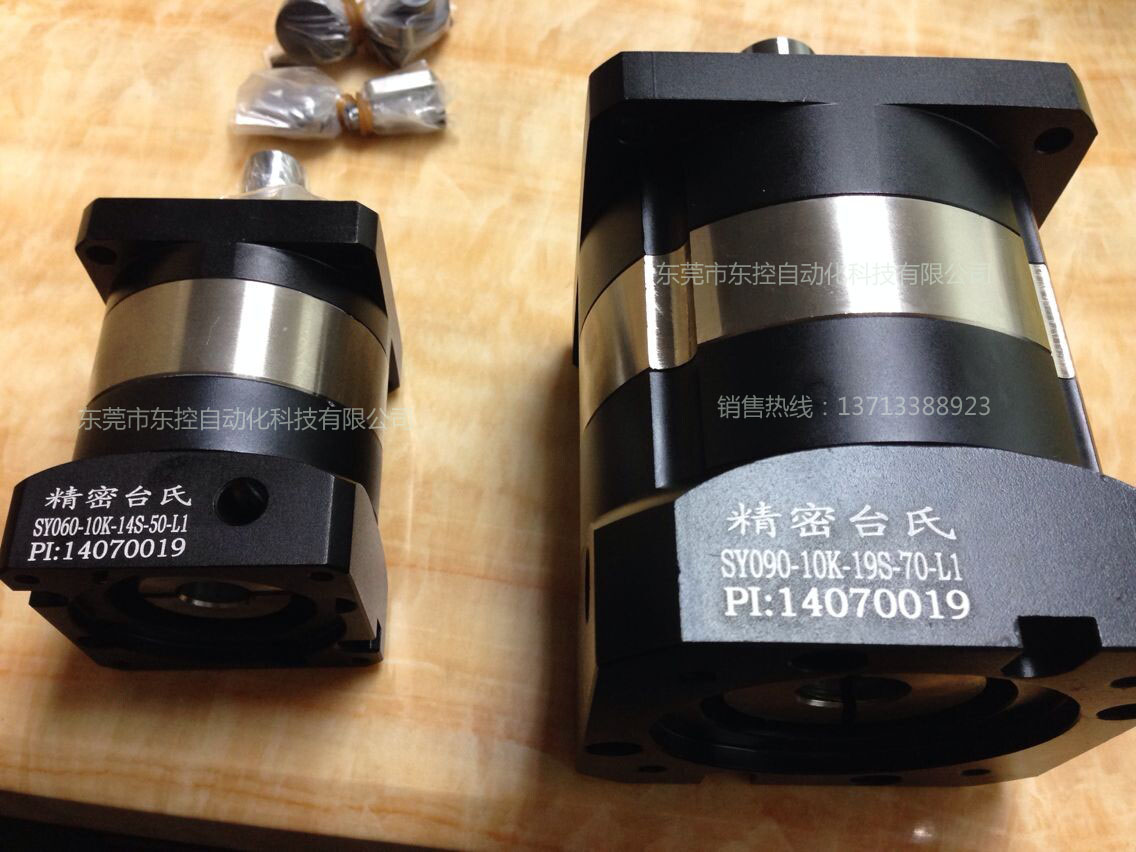 东莞市东控自动化科技有限公司
销售热线：13713388923
东莞市东控自动化科技有限公司
精密台氏
SY060-10K-14S-50-L1
PI:14070019
精密台氏
SY090-10K-19S-70-L1
PI:14070019